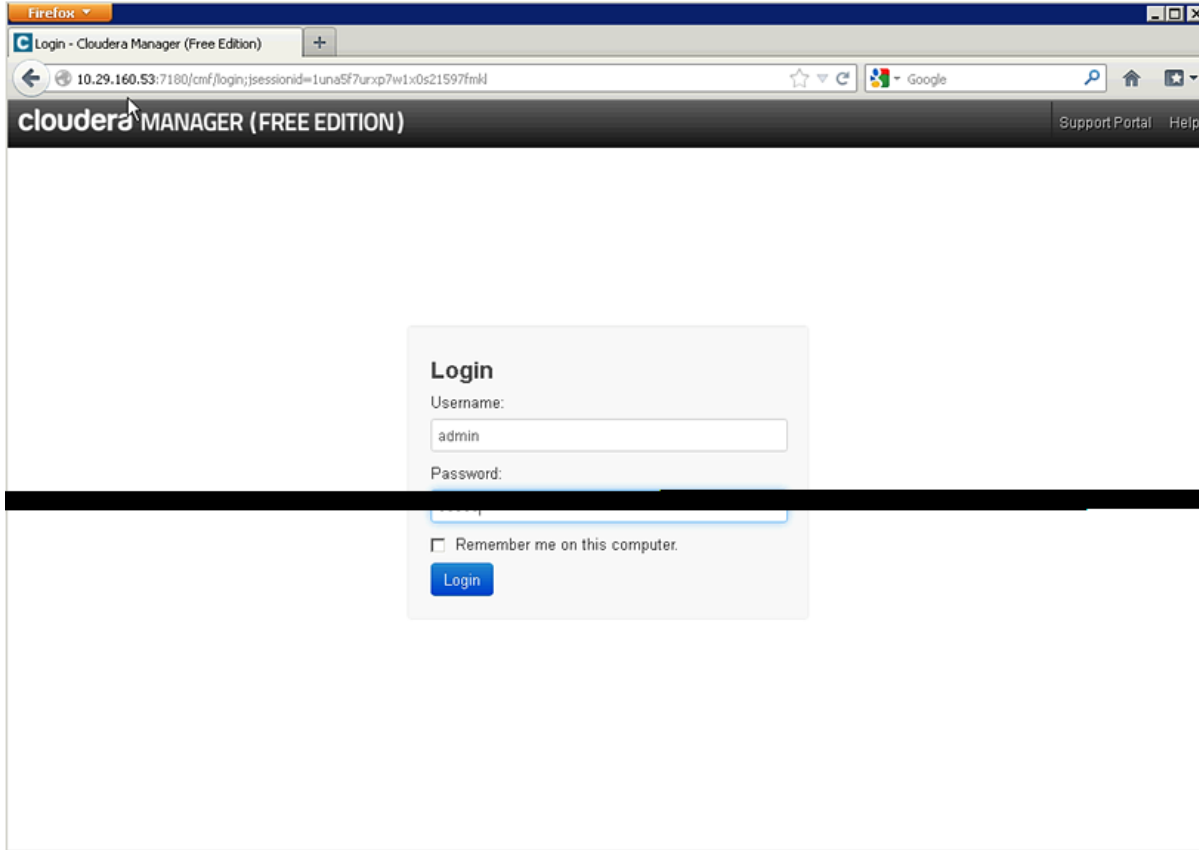 Firefox
Login - Cloudera Manager (Free Edition)
10.29.160.53:7180/cmf/login;jsessionid=1una5f7urxp7w1x0s21597fmkl
Google
cloudera MANAGER (FREE EDITION)
Support Portal Help
Login
Username:
admin
Password:
Remember me on this computer.
Login